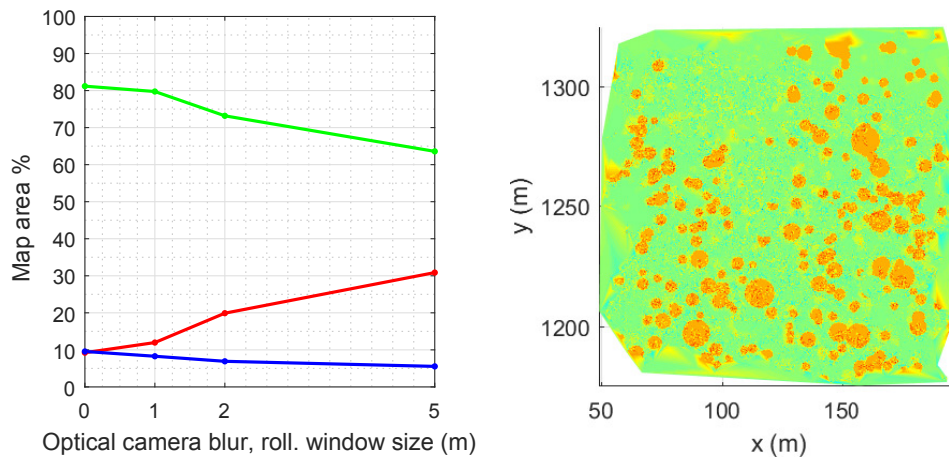 100
90
80
70
60
50
40
30
20
10
0
Map area %
0 1 2 5
Optical camera blur, roll. window size (m)
1300
1250
1200
y (m)
50 100 150
x (m)